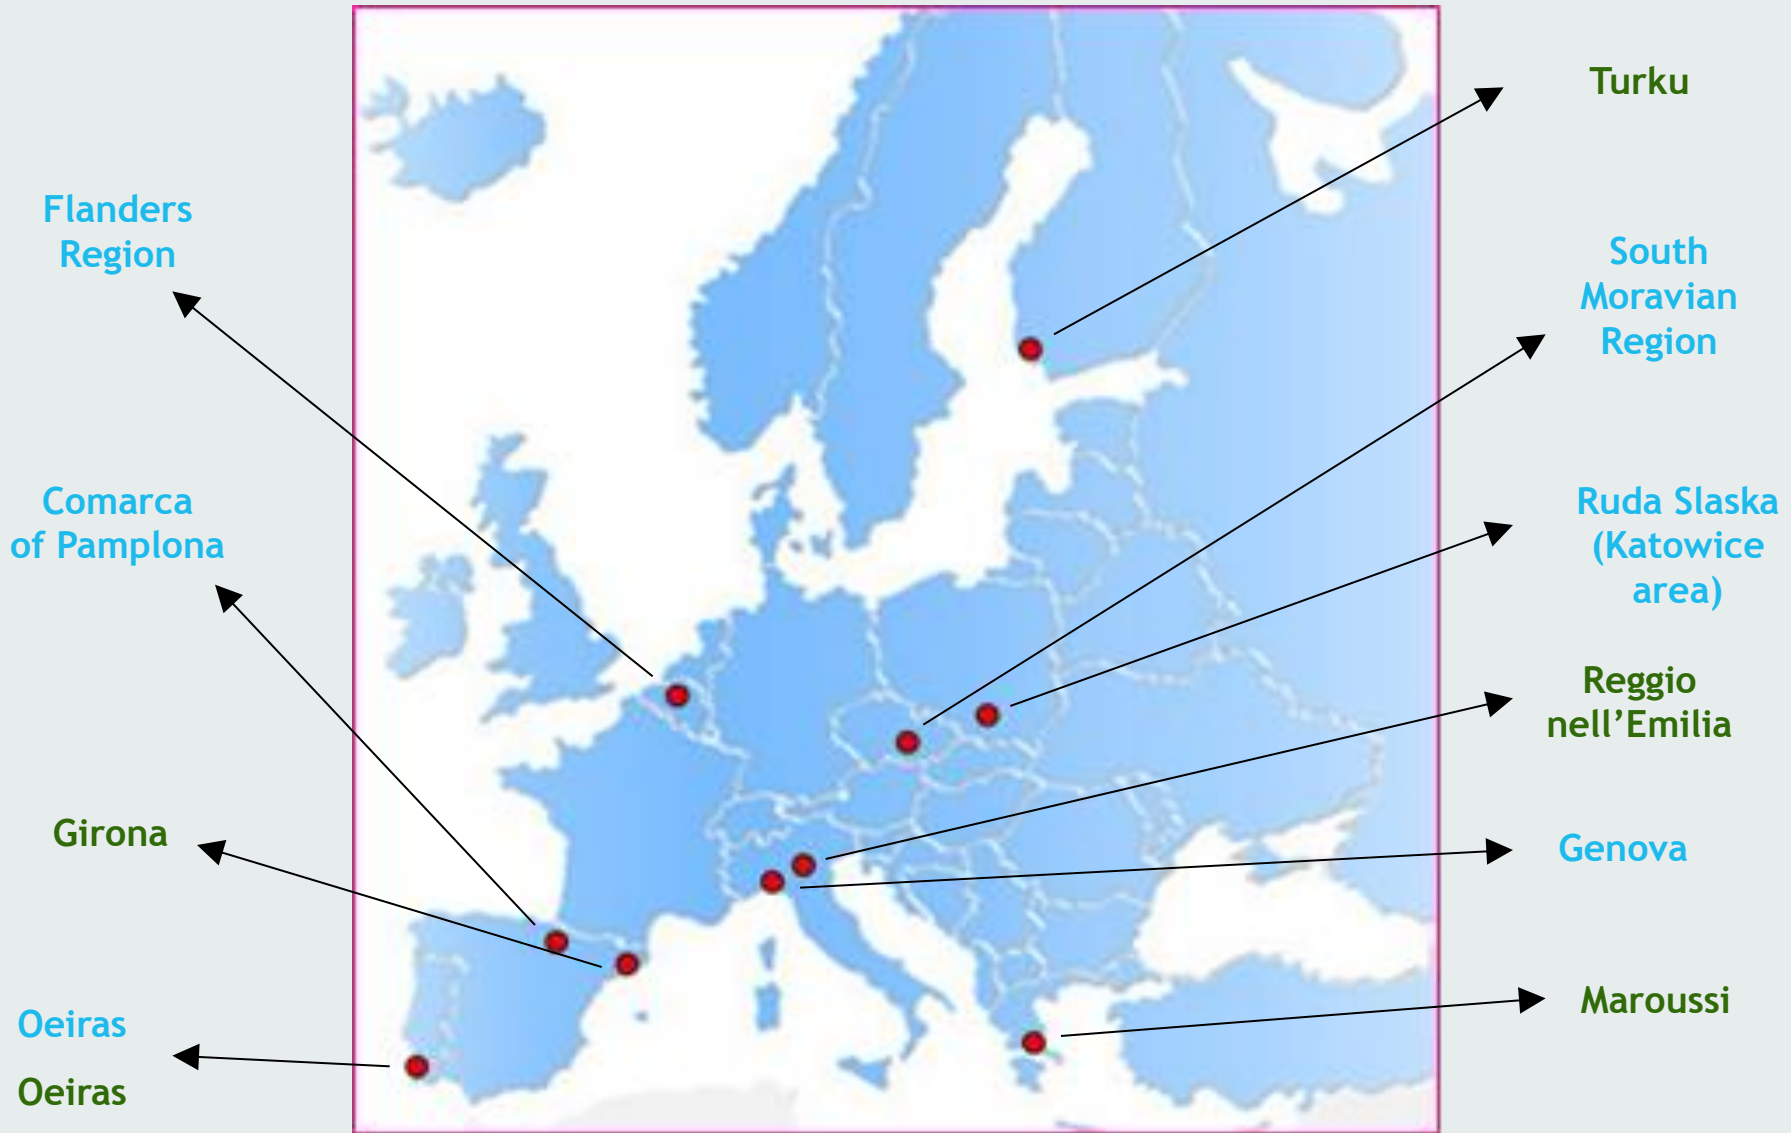 Flanders
Region
Comarca
of Pamplona
Girona
Oeiras
Oeiras
Turku
South
Moravian
Region
Ruda Slaska
(Katowice
area)
Reggio
nell’Emilia
Genova
Maroussi